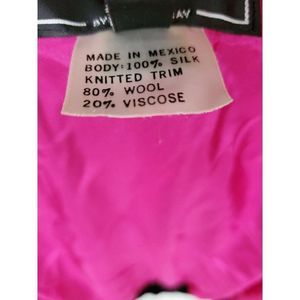 MADE IN MEXICO
BODY:100% SILK
KNITTED TRIM
80% WOOL
20% VISCOSE